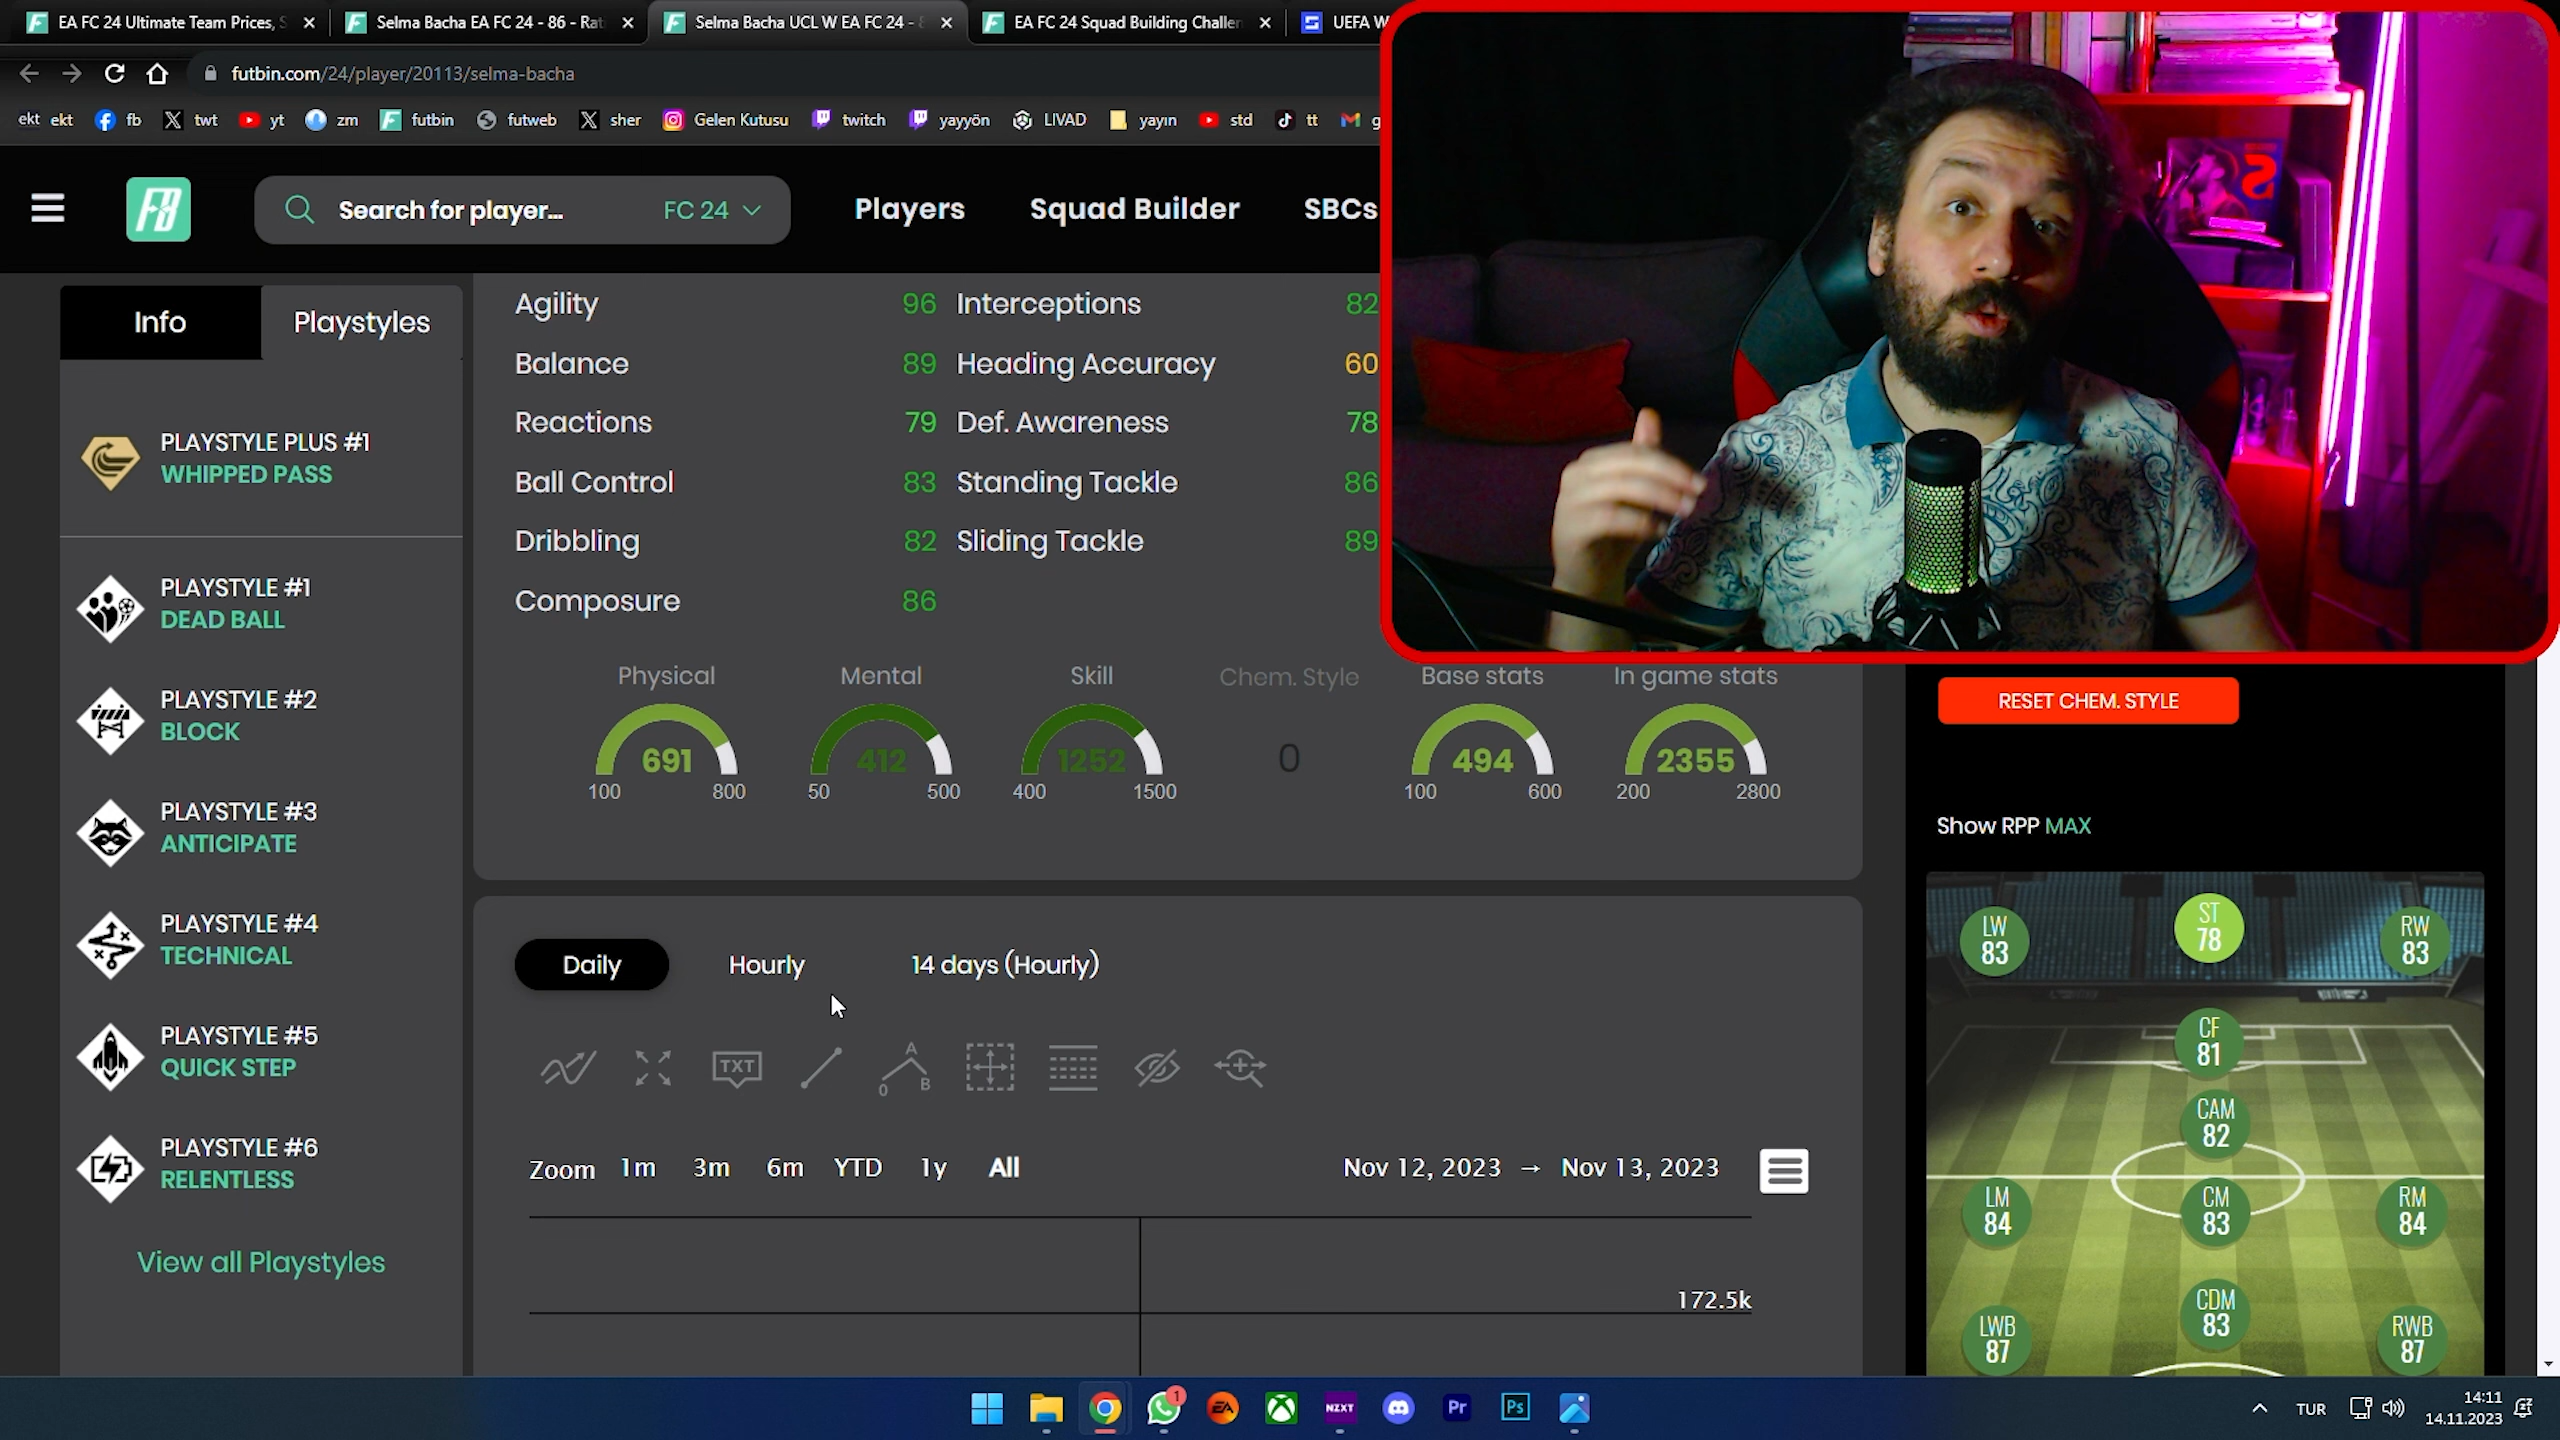 EA FC 24 Ultimate Team Prices, S
Selma Bacha EA FC 24 - 86 - Rati
Selma Bacha UCL W EA FC 24 - 8
EA FC 24 Squad Building Challen
UEFA W
futbin.com/24/player/20113/selma-bacha
ekt ekt fb twt yt zm futbin futweb sher Gelen Kutusu twitch yayyön LIVAD yayın std tt g
FB
Search for player... FC 24
Players Squad Builder SBCs
Info Playstyles
PLAYSTYLE PLUS #1
WHIPPED PASS
PLAYSTYLE #1
DEAD BALL
PLAYSTYLE #2
BLOCK
PLAYSTYLE #3
ANTICIPATE
PLAYSTYLE #4
TECHNICAL
PLAYSTYLE #5
QUICK STEP
PLAYSTYLE #6
RELENTLESS
View all Playstyles
Agility 96 Interceptions 82
Balance 89 Heading Accuracy 60
Reactions 79 Def. Awareness 78
Ball Control 83 Standing Tackle 86
Dribbling 82 Sliding Tackle 89
Composure 86
Physical Mental Skill Chem. Style Base stats In game stats
691 412 1252 0 494 2355
100 800 50 500 400 1500 100 600 200 2800
Daily Hourly 14 days (Hourly)
TXT A 0 B
Zoom 1m 3m 6m YTD 1y All Nov 12, 2023 → Nov 13, 2023
172.5k
RESET CHEM. STYLE
Show RPP MAX
LW 83
ST 78
RW 83
CF 81
CAM 82
LM 84
CM 83
RM 84
CDM 83
LWB 87
RWB 87
1 EA NZXT Pr Ps
TUR
14:11
14.11.2023